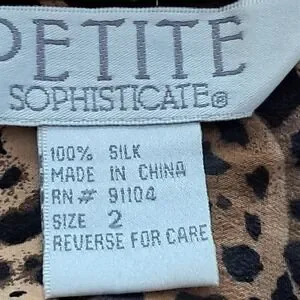 PETITE
SOPHISTICATE®
100% SILK
MADE IN CHINA
RN# 91104
SIZE 2
REVERSE FOR CARE